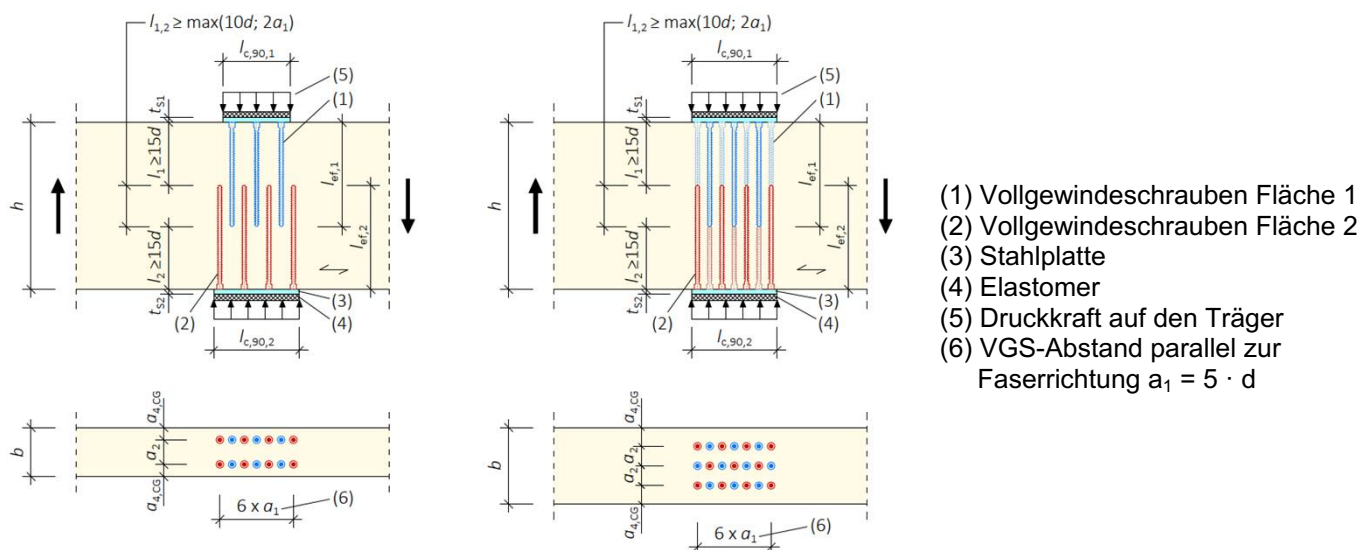 l1,2 ≥ max(10d; 2a1)
lc,90,1
(5)
(1)
tS1
l1 ≥15d
lef,1
h
l2 ≥15d
lef,2
tS2
(2)
(3)
(4)
lc,90,2
a4,CG
b
a2
a4,CG
6 x a1
(6)
l1,2 ≥ max(10d; 2a1)
lc,90,1
(5)
(1)
tS1
l1 ≥15d
lef,1
h
l2 ≥15d
lef,2
tS2
(2)
(3)
(4)
lc,90,2
a4,CG
b
a2
a2
a4,CG
6 x a1
(6)
(1) Vollgewindeschrauben Fläche 1
(2) Vollgewindeschrauben Fläche 2
(3) Stahlplatte
(4) Elastomer
(5) Druckkraft auf den Träger
(6) VGS-Abstand parallel zur
Faserrichtung a₁ = 5 · d